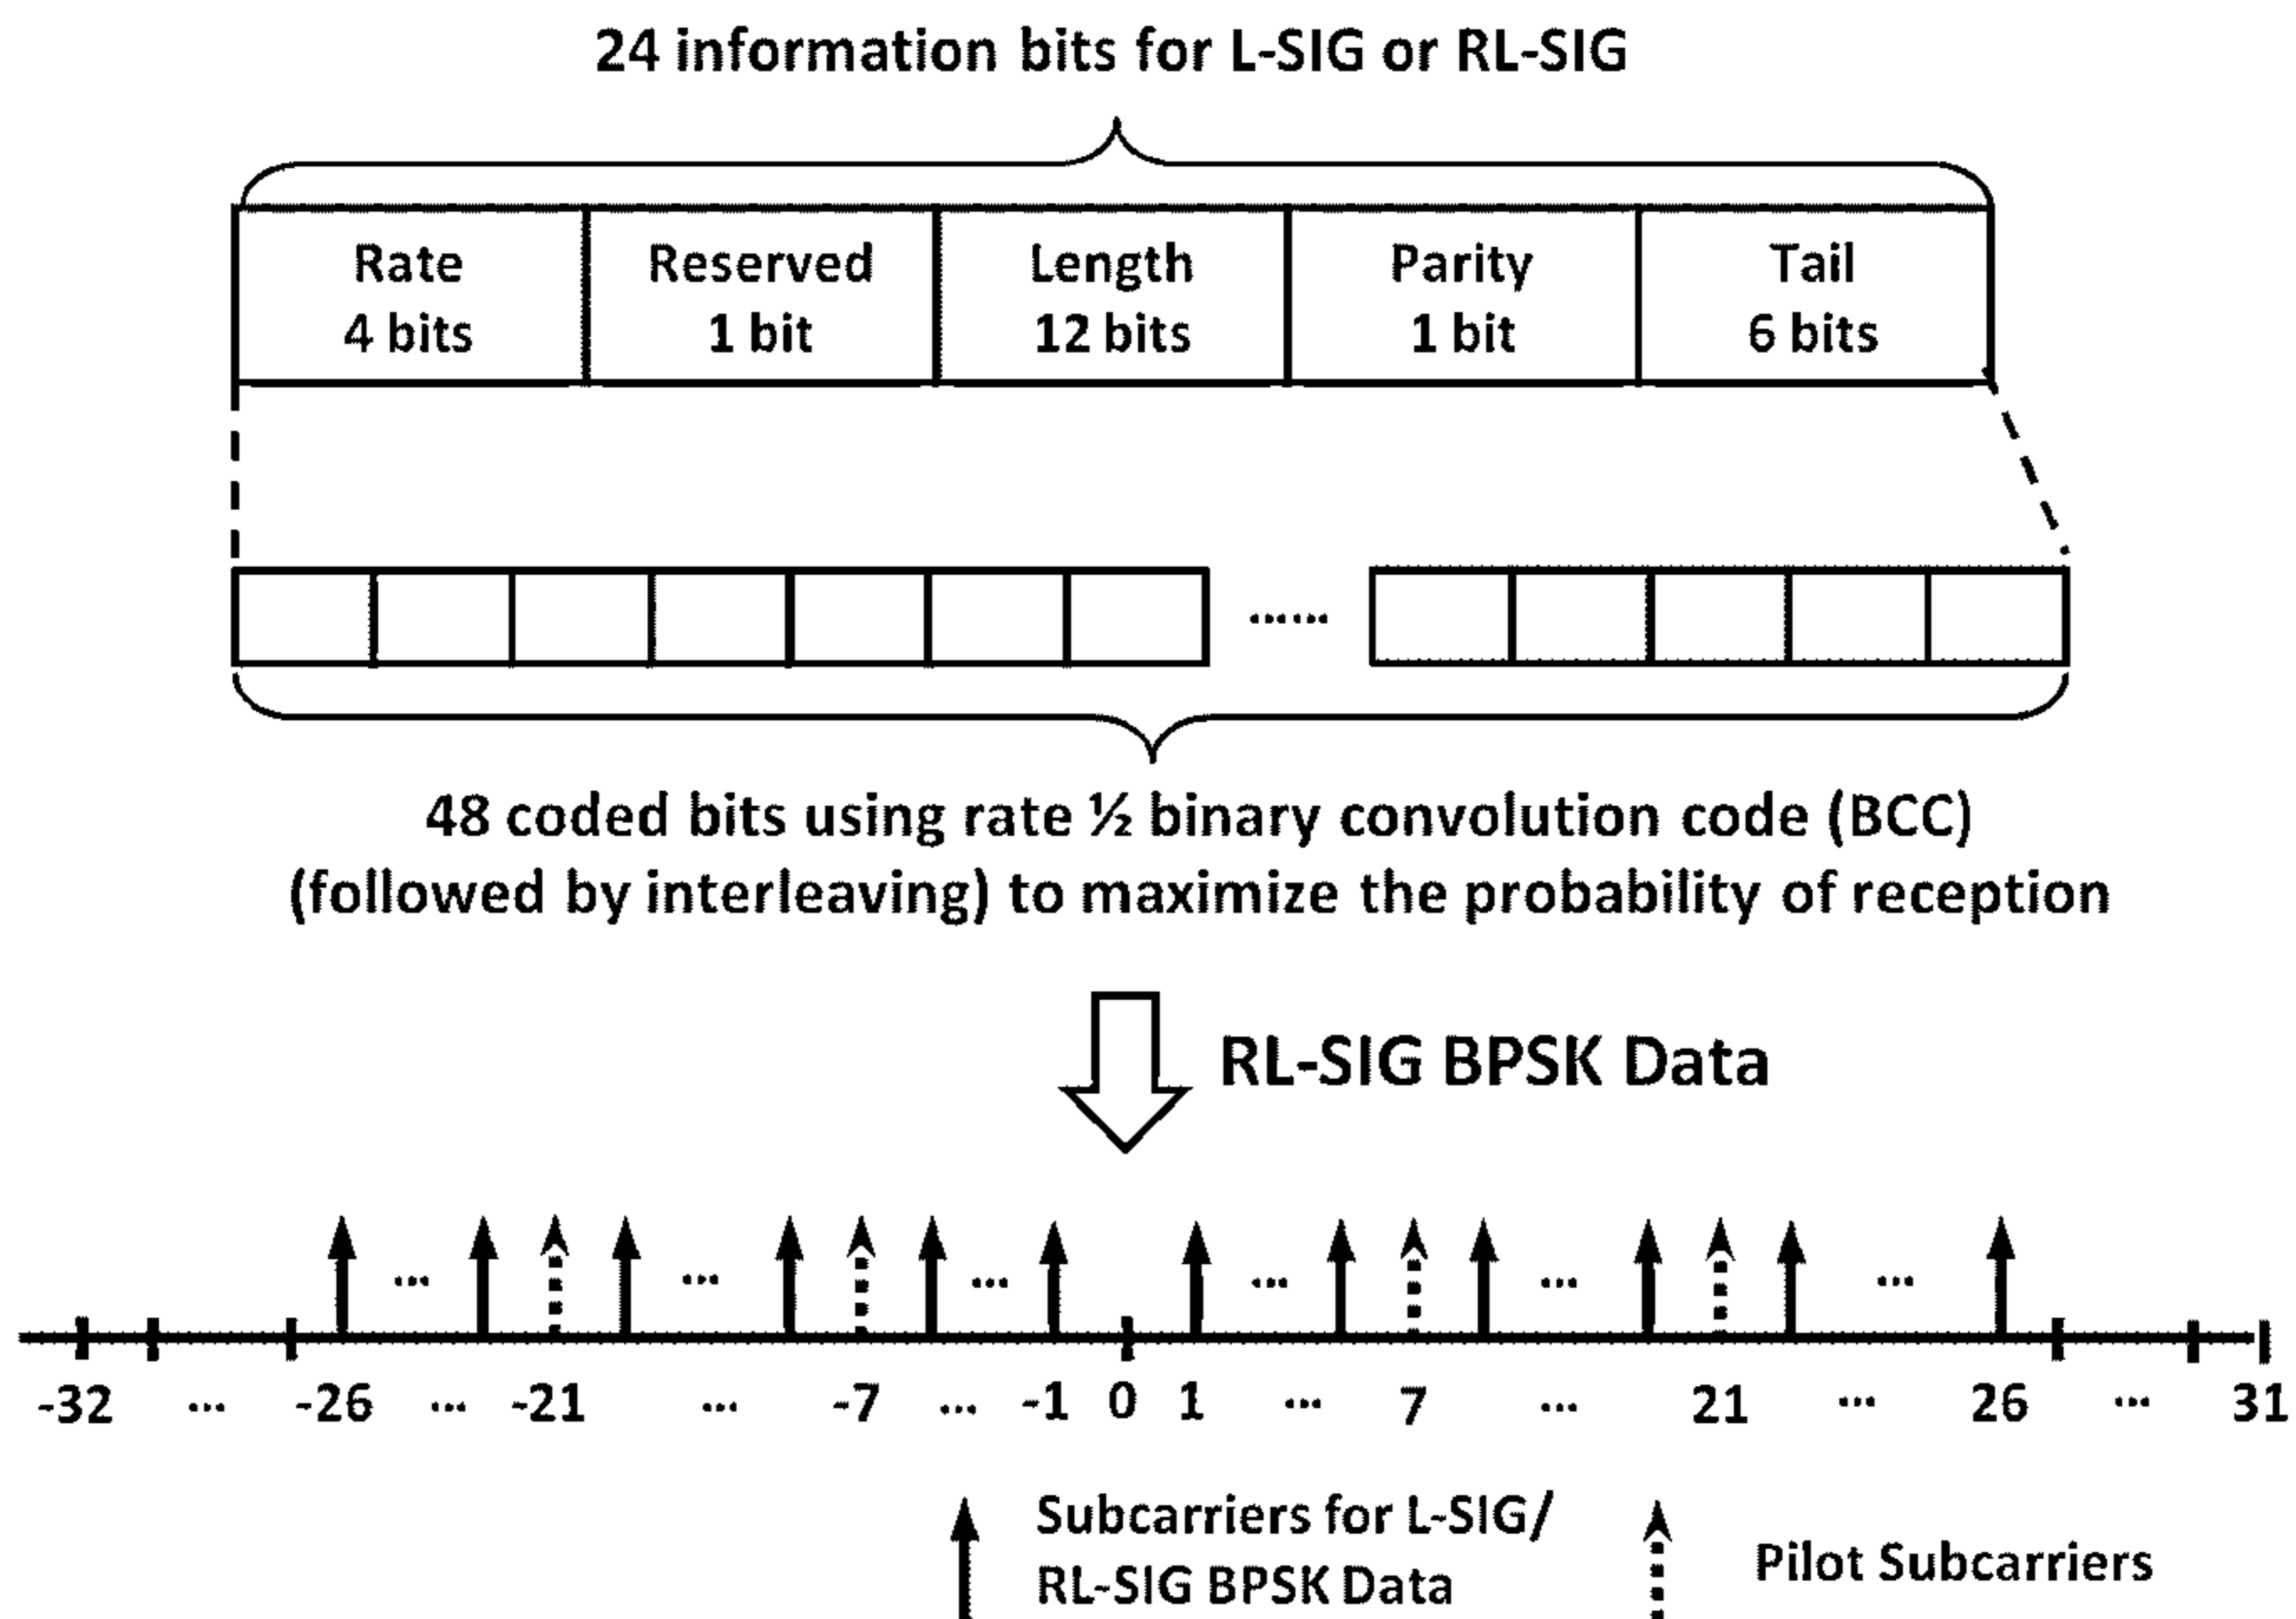 24 information bits for L-SIG or RL-SIG
Rate Reserved Length Parity Tail
4 bits 1 bit 12 bits 1 bit 6 bits
......
48 coded bits using rate ½ binary convolution code (BCC)
(followed by interleaving) to maximize the probability of reception
RL-SIG BPSK Data
... ... ... ... ... ...
-32 ... -26 ... -21 ... -7 ... -1 0 1 ... 7 ... 21 ... 26 ... 31
Subcarriers for L-SIG/
RL-SIG BPSK Data
Pilot Subcarriers